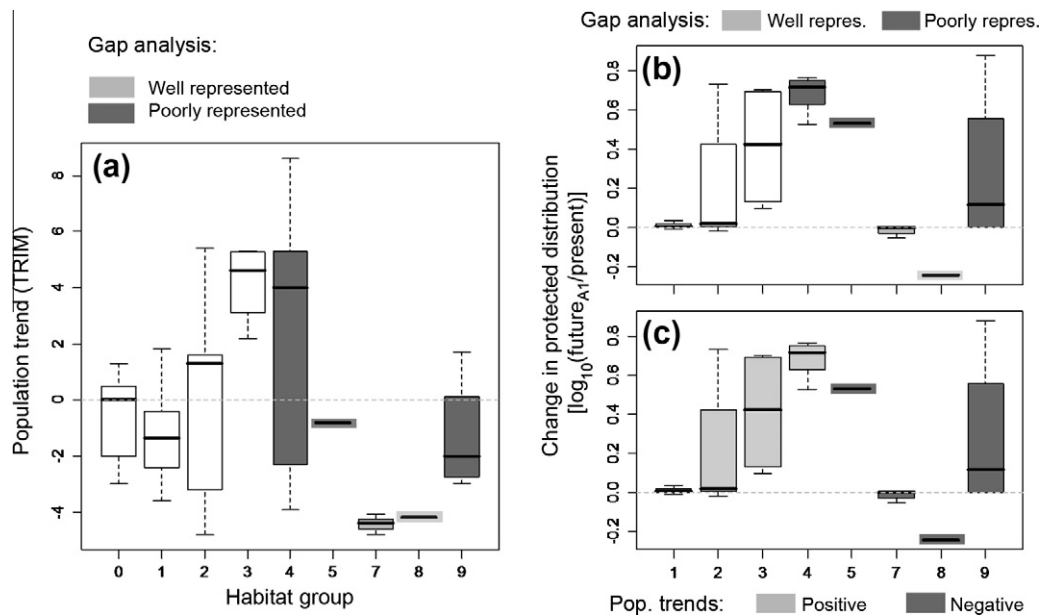 Gap analysis:
Well represented
Poorly represented
(a)
Population trend (TRIM)
8
6
4
2
0
-2
-4
0 1 2 3 4 5 7 8 9
Habitat group
Gap analysis: Well repres. Poorly repres.
(b)
0.8
0.6
0.4
0.2
0.0
-0.2
1 2 3 4 5 7 8 9
Change in protected distribution
[log10(futureA1/present)]
(c)
0.8
0.6
0.4
0.2
0.0
-0.2
1 2 3 4 5 7 8 9
Pop. trends: Positive Negative